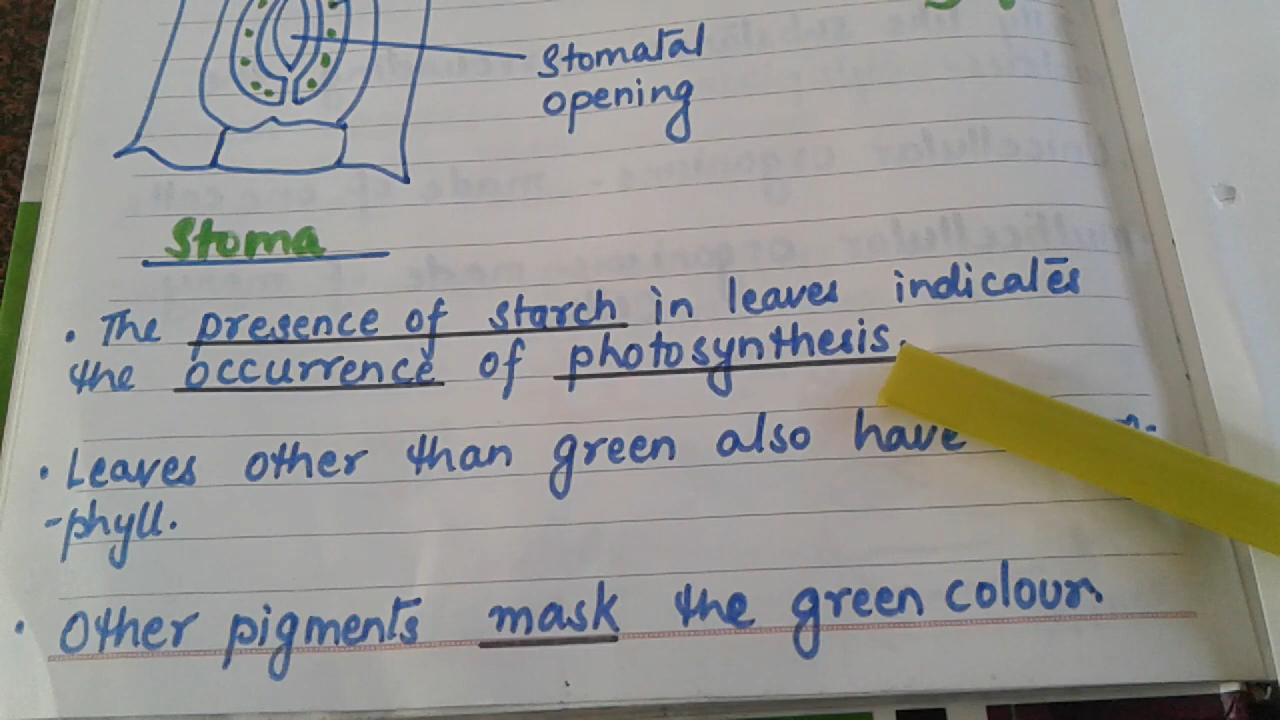 Stomatal
opening
Stoma
. The presence of starch in leaves indicates
the occurrence of photosynthesis.
. Leaves other than green also have
-phyll.
. Other pigments mask the green colour.